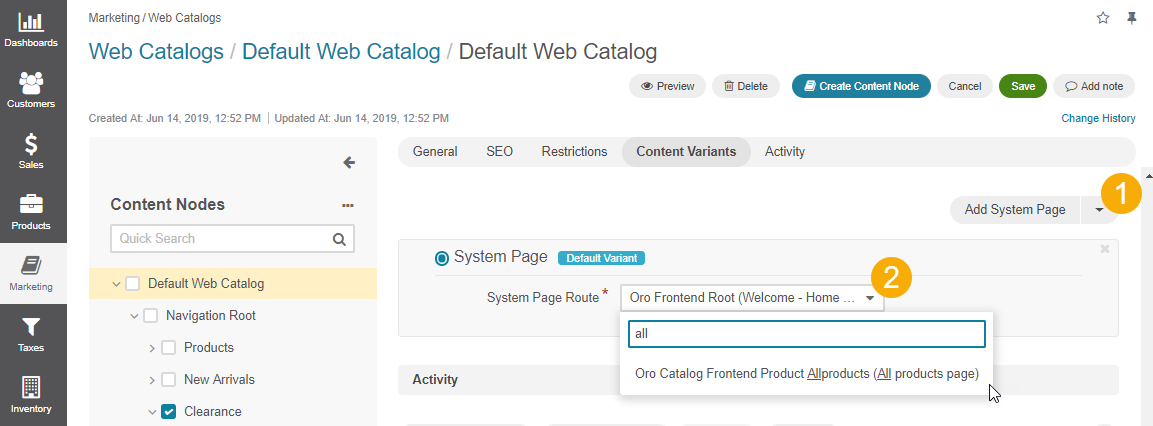 Dashboards
Customers
$
Sales
Products
Marketing
Taxes
Inventory
Marketing / Web Catalogs
Web Catalogs / Default Web Catalog / Default Web Catalog
Preview Delete Create Content Node Cancel Save Add note
Created At: Jun 14, 2019, 12:52 PM | Updated At: Jun 14, 2019, 12:52 PM Change History
Content Nodes ...
Quick Search
Default Web Catalog
Navigation Root
Products
New Arrivals
Clearance
General SEO Restrictions Content Variants Activity
1
Add System Page
System Page Default Variant
2
System Page Route * Oro Frontend Root (Welcome - Home ...
all
Oro Catalog Frontend Product Allproducts (All products page)
Activity